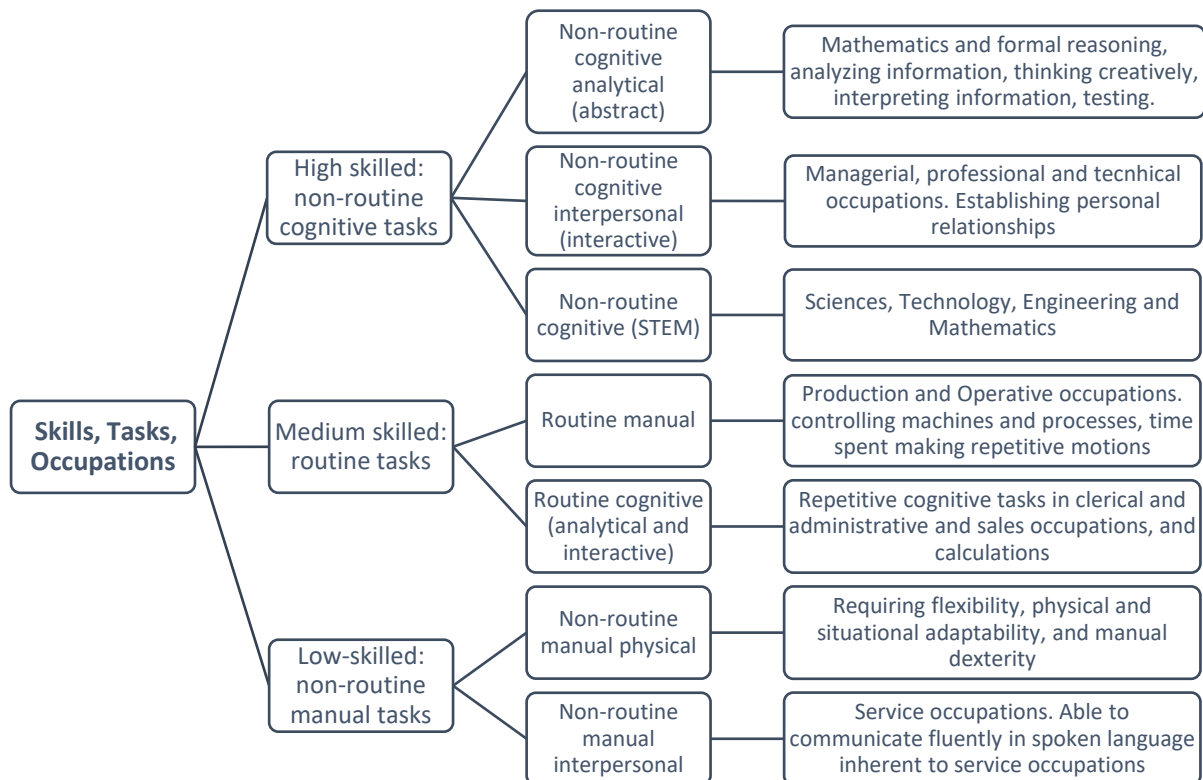 Skills, Tasks,
Occupations
High skilled:
non-routine
cognitive tasks
Non-routine
cognitive
analytical
(abstract)
Mathematics and formal reasoning,
analyzing information, thinking creatively,
interpreting information, testing.
Non-routine
cognitive
interpersonal
(interactive)
Managerial, professional and tecnhical
occupations. Establishing personal
relationships
Non-routine
cognitive (STEM)
Sciences, Technology, Engineering and
Mathematics
Medium skilled:
routine tasks
Routine manual
Production and Operative occupations.
controlling machines and processes, time
spent making repetitive motions
Routine cognitive
(analytical and
interactive)
Repetitive cognitive tasks in clerical and
administrative and sales occupations, and
calculations
Low-skilled:
non-routine
manual tasks
Non-routine
manual physical
Requiring flexibility, physical and
situational adaptability, and manual
dexterity
Non-routine
manual
interpersonal
Service occupations. Able to
communicate fluently in spoken language
inherent to service occupations